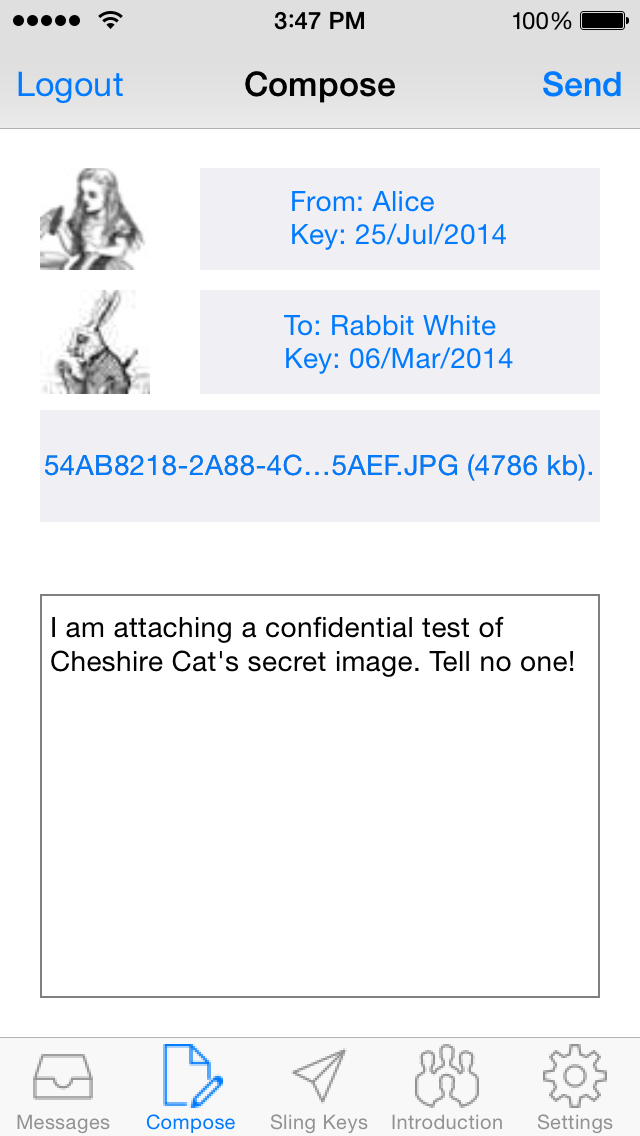 3:47 PM 100%
Logout Compose Send
From: Alice
Key: 25/Jul/2014
To: Rabbit White
Key: 06/Mar/2014
54AB8218-2A88-4C...5AEF.JPG (4786 kb).
I am attaching a confidential test of
Cheshire Cat's secret image. Tell no one!
Messages Compose Sling Keys Introduction Settings